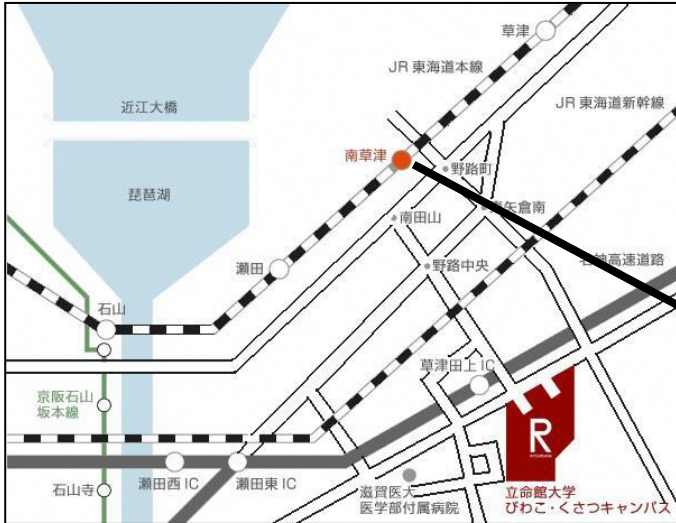 草津
JR 東海道本線
近江大橋
JR 東海道新幹線
南草津
野路町
琵琶湖
矢倉南
南田山
名神高速道路
瀬田
野路中央
石山
草津田上 IC
京阪石山
坂本線
R
瀬田西 IC
瀬田東 IC
石山寺
滋賀医大
医学部付属病院
立命館大学
びわこ・くさつキャンパス